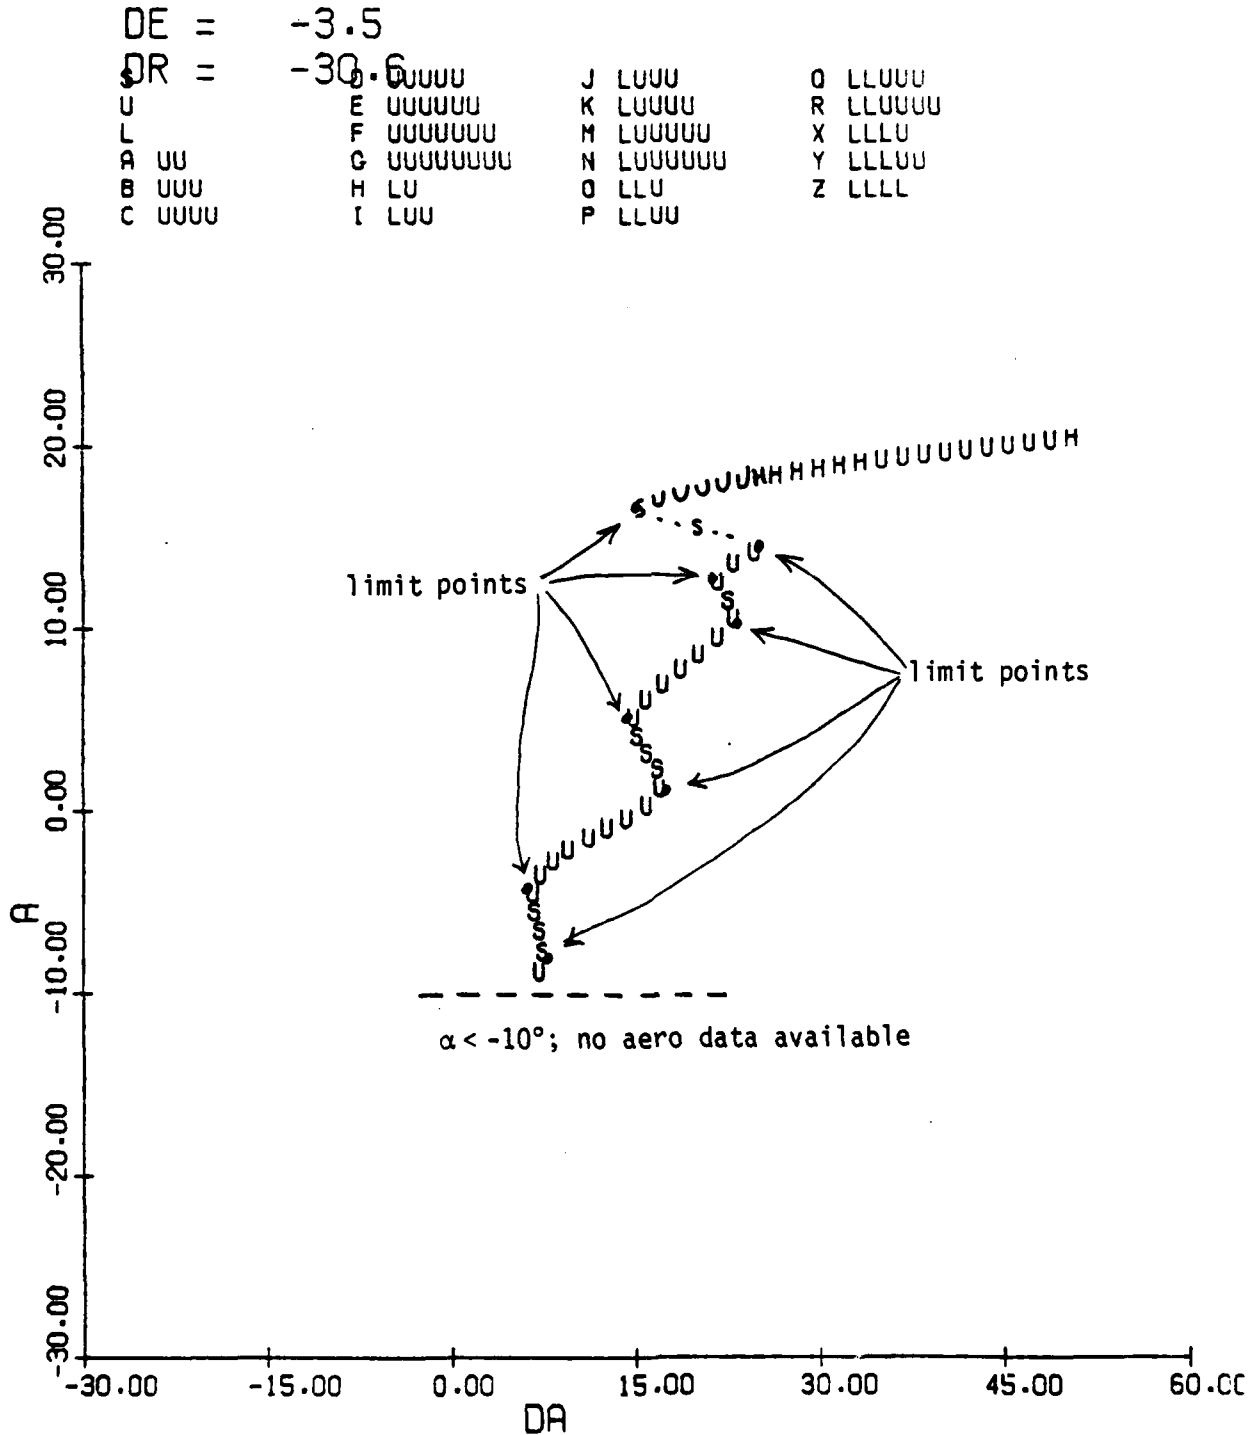 DE = -3.5
DR = -30.6
S D UUUUU J LUUU Q LLUUU
U E UUUUUU K LUUUU R LLUUUU
L F UUUUUUU M LUUUUU X LLLU
A UU G UUUUUUUU N LUUUUUU Y LLLUU
B UUU H LU O LLU Z LLLL
C UUUU I LUU P LLUU
30.00
20.00
10.00
0.00
-10.00
-20.00
-30.00
A
limit points
limit points
α < -10°; no aero data available
-30.00 -15.00 0.00 15.00 30.00 45.00
DA